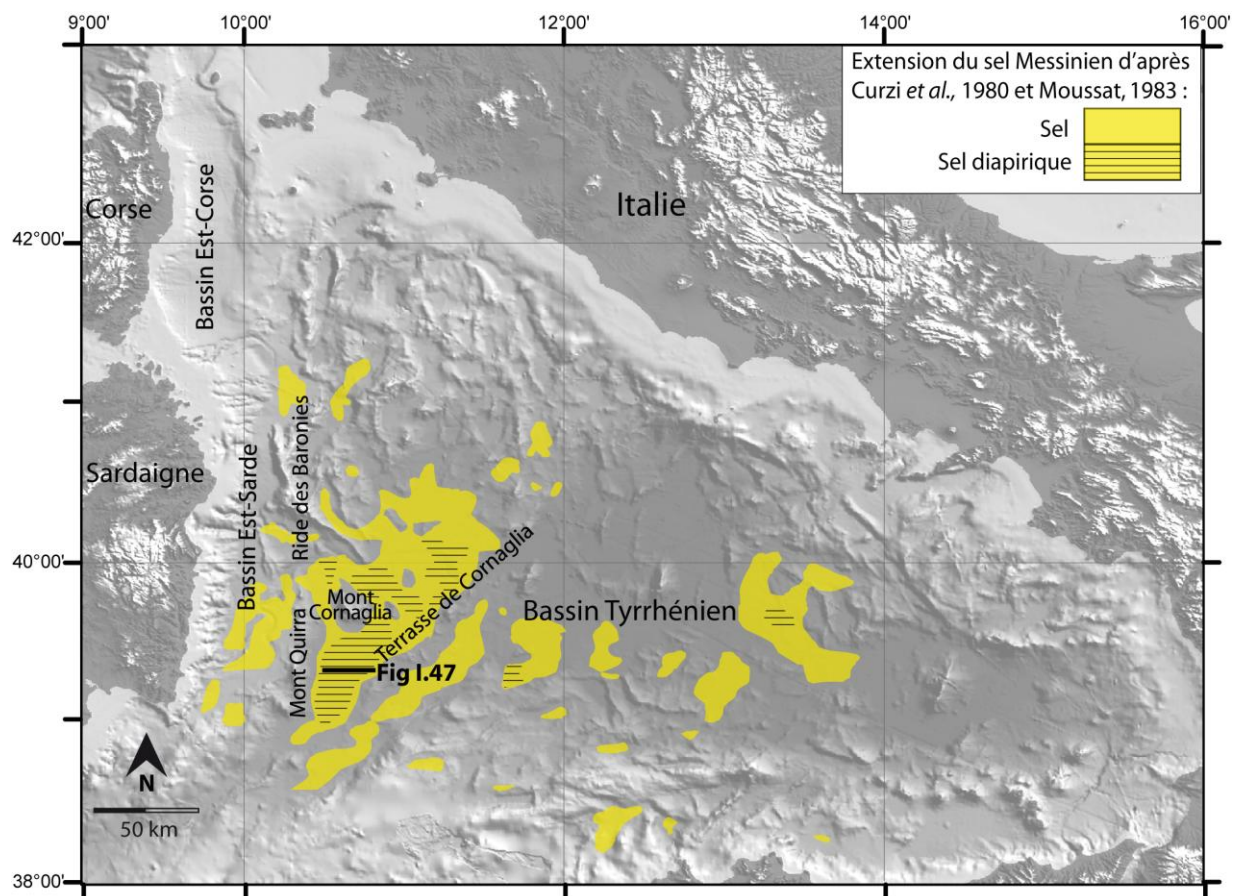 9°00'
10°00'
12°00'
14°00'
16°00'
Extension du sel Messinien d'après
Curzi et al., 1980 et Moussat, 1983 :
Sel
Sel diapirique
Corse
Bassin Est-Corse
Italie
42°00'
Sardaigne
Bassin Est-Sarde
Ride des Baronies
40°00'
Mont
Cornaglia
Terrasse de Cornaglia
Bassin Tyrrhénien
Mont Quirra
Fig I.47
N
50 km
38°00'